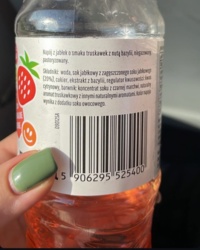 Napój z jabłek o smaku truskawek z nutą bazylii, niegazowany,
pasteryzowany.
Składniki: woda, sok jabłkowy z zagęszczonego soku jabłkowego
(20%), cukier, ekstrakt z bazylii, regulator kwasowości: kwas
cytrynowy, barwnik: koncentrat soku z czarnej marchwi, aromat
truskawkowy z innymi naturalnymi aromatami.
z dodatku soku owocowego.
5 906295 525400